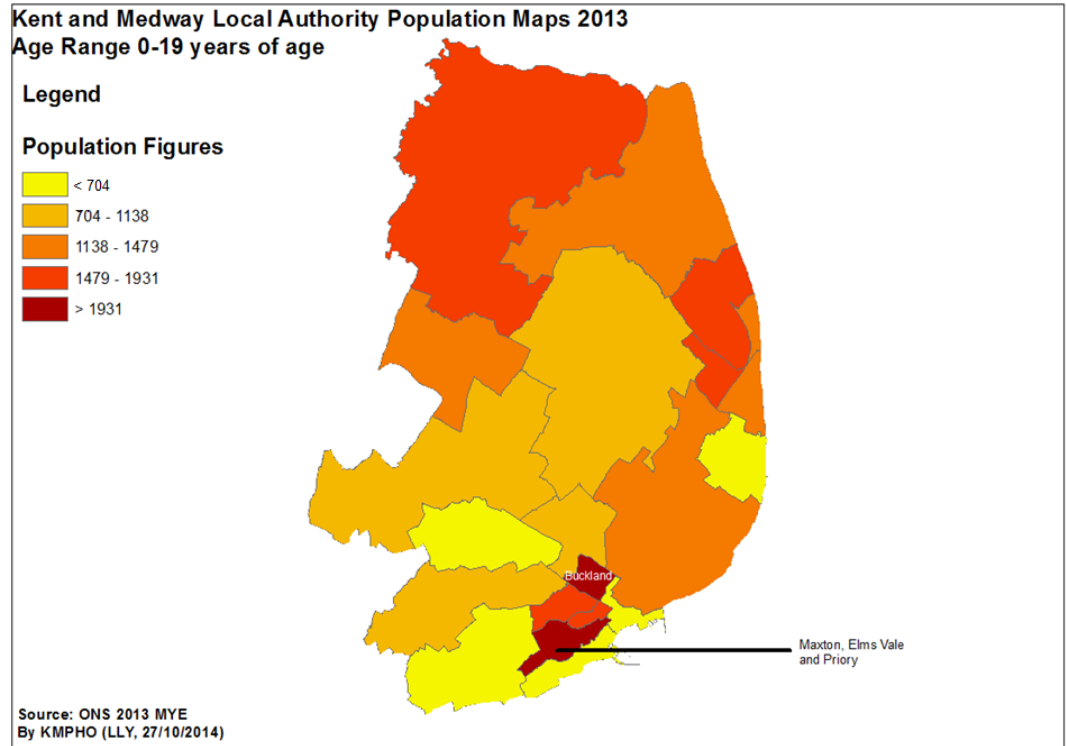 Kent and Medway Local Authority Population Maps 2013
Age Range 0-19 years of age
Legend
Population Figures
< 704
704 - 1138
1138 - 1479
1479 - 1931
> 1931
Buckland
Maxton, Elms Vale
and Priory
Source: ONS 2013 MYE
By KMPHO (LLY, 27/10/2014)